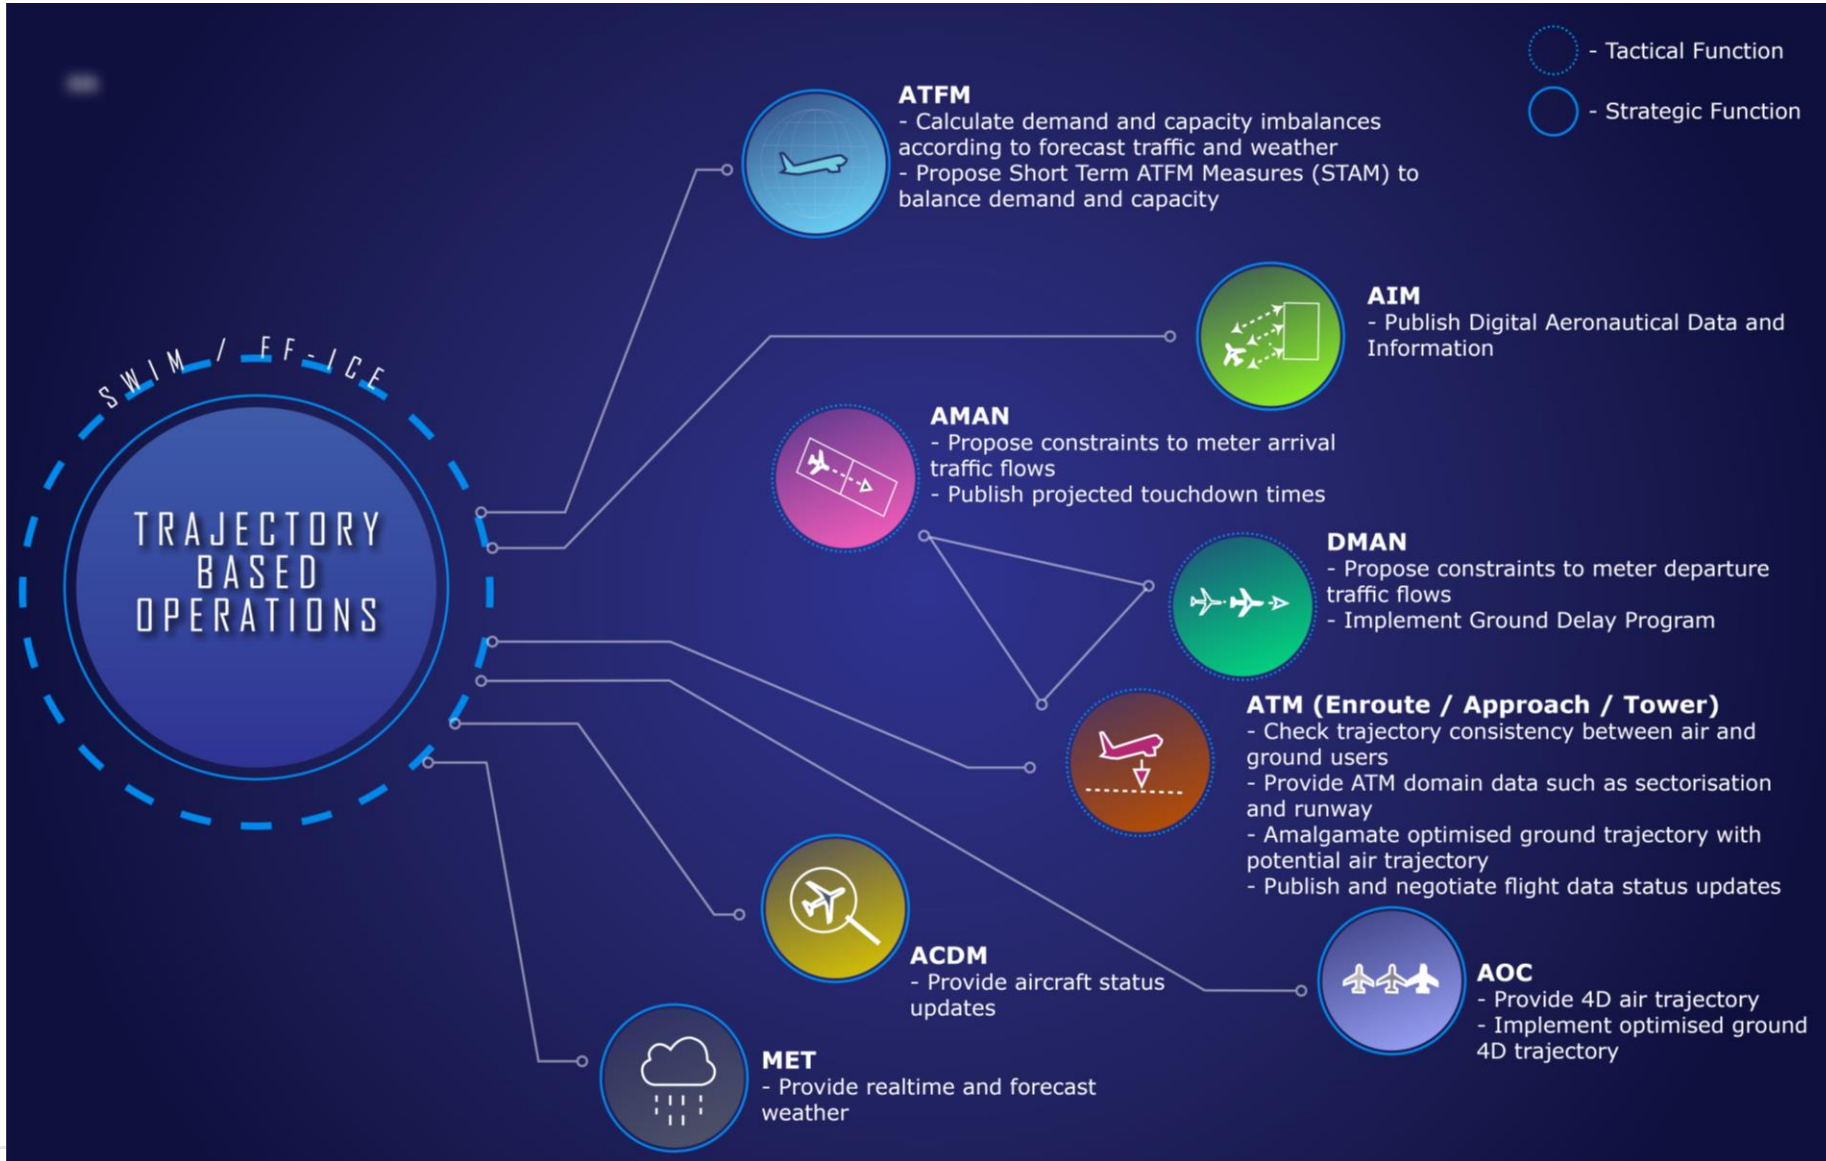 - Tactical Function
- Strategic Function
ATFM
- Calculate demand and capacity imbalances
according to forecast traffic and weather
- Propose Short Term ATFM Measures (STAM) to
balance demand and capacity
AIM
- Publish Digital Aeronautical Data and
Information
SWIM / FF-ICE
TRAJECTORY
BASED
OPERATIONS
AMAN
- Propose constraints to meter arrival
traffic flows
- Publish projected touchdown times
DMAN
- Propose constraints to meter departure
traffic flows
- Implement Ground Delay Program
ATM (Enroute / Approach / Tower)
- Check trajectory consistency between air and
ground users
- Provide ATM domain data such as sectorisation
and runway
- Amalgamate optimised ground trajectory with
potential air trajectory
- Publish and negotiate flight data status updates
ACDM
- Provide aircraft status
updates
AOC
- Provide 4D air trajectory
- Implement optimised ground
4D trajectory
MET
- Provide realtime and forecast
weather